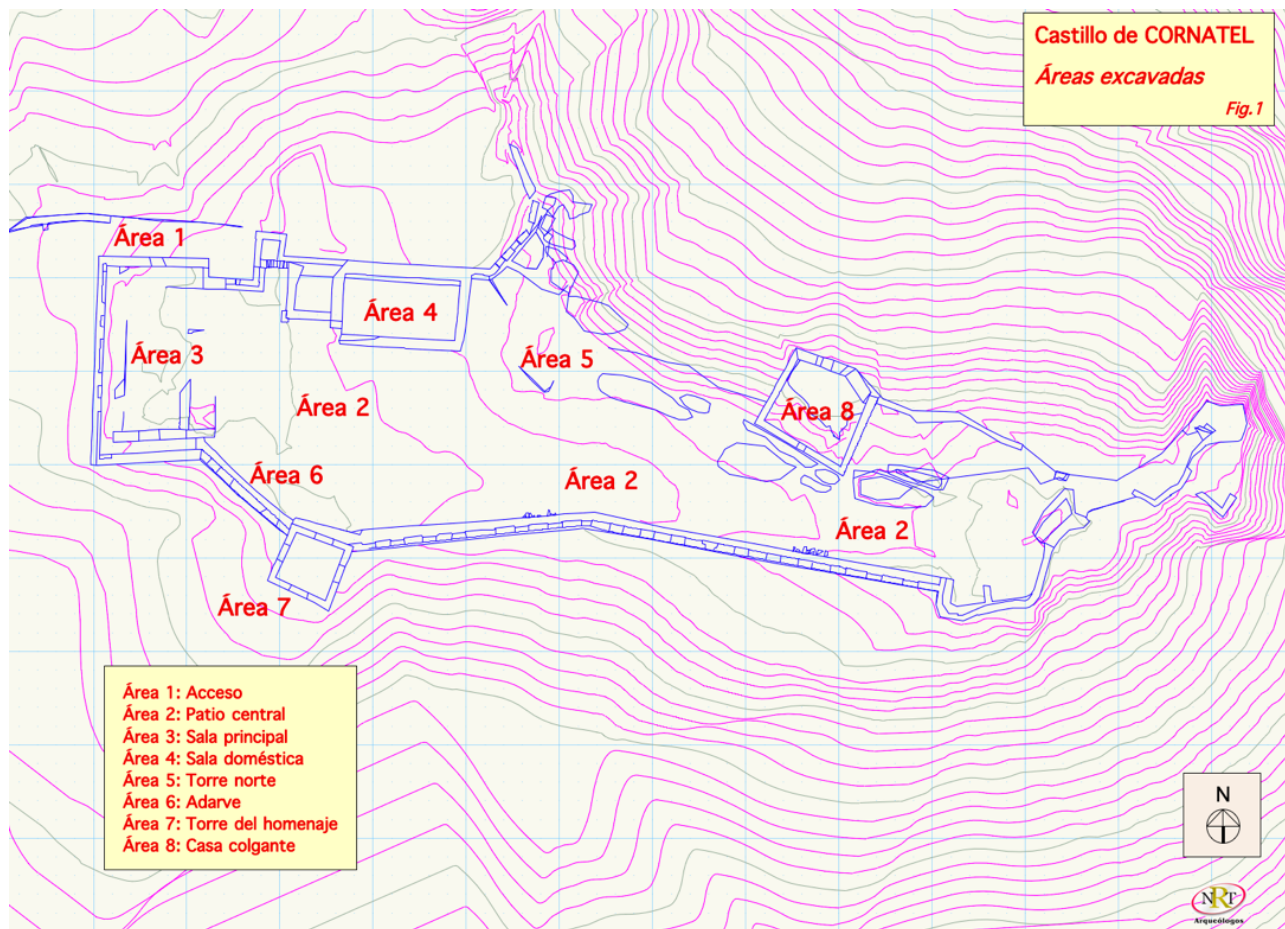 Castillo de CORNATEL
Áreas excavadas
Fig.1
Área 1
Área 4
Área 3
Área 5
Área 2
Área 8
Área 6
Área 2
Área 2
Área 7
Área 1: Acceso
Área 2: Patio central
Área 3: Sala principal
Área 4: Sala doméstica
Área 5: Torre norte
Área 6: Adarve
Área 7: Torre del homenaje
Área 8: Casa colgante
N
NRT
Arqueólogos